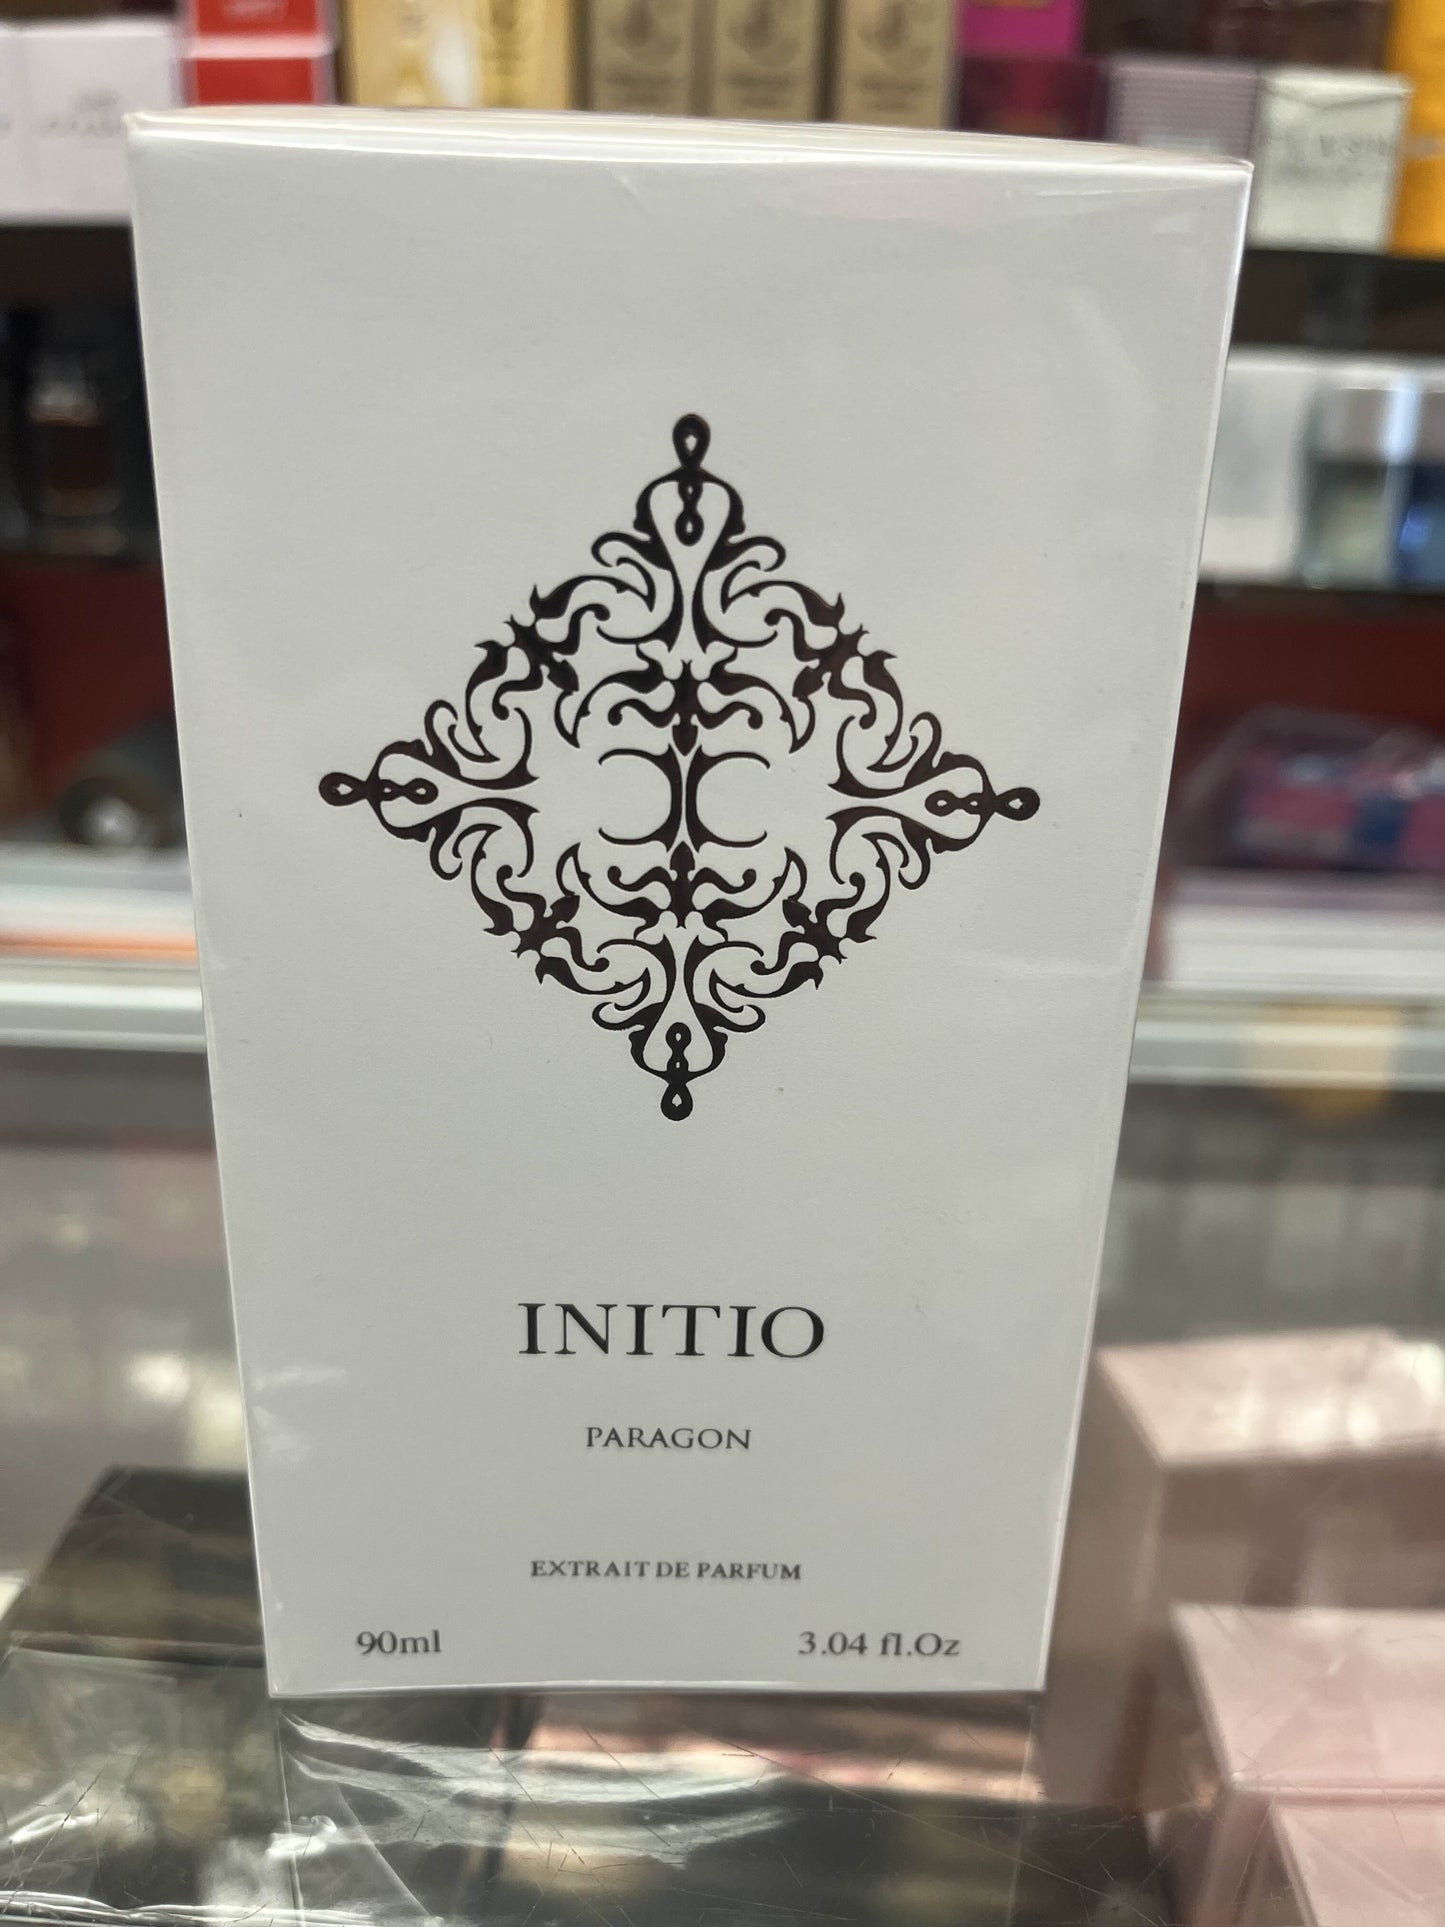 INITIO
PARAGON
EXTRAIT DE PARFUM
90ml 3.04 fl.Oz